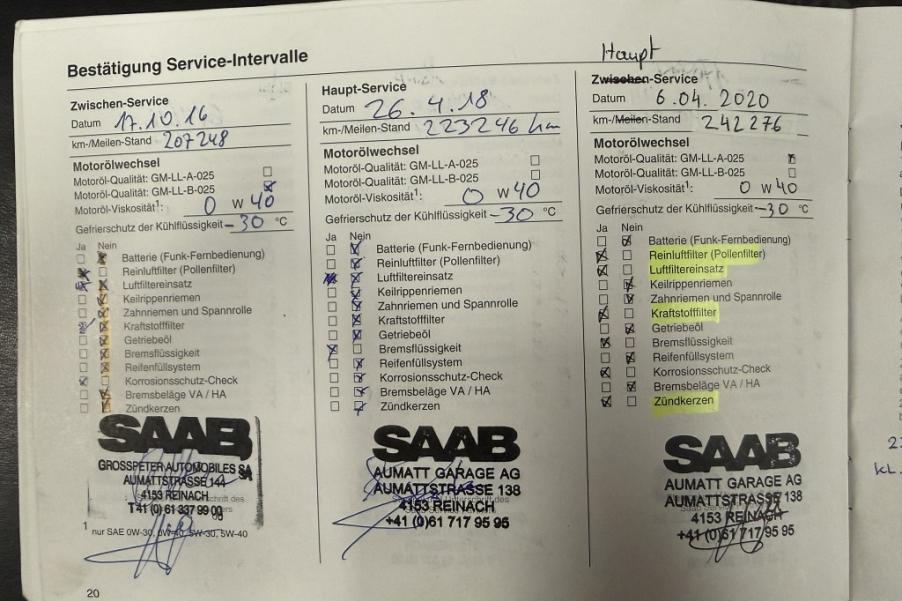 Bestätigung Service-Intervalle
Zwischen-Service
Datum 17.10.16
km-/Meilen-Stand 207248
Motorölwechsel
Motoröl-Qualität: GM-LL-A-025
Motoröl-Qualität: GM-LL-B-025
Motoröl-Viskosität¹: 0 W 40
Gefrierschutz der Kühlflüssigkeit -30 °C
Ja Nein
Batterie (Funk-Fernbedienung)
Reinluftfilter (Pollenfilter)
Luftfiltereinsatz
Keilrippenriemen
Zahnriemen und Spannrolle
Kraftstofffilter
Getriebeöl
Bremsflüssigkeit
Reifenfüllsystem
Korrosionsschutz-Check
Bremsbeläge VA / HA
Zündkerzen
SAAB
GROSSPETER AUTOMOBILES SA
AUMATTSTRASSE 144
4153 REINACH
T41 (0) 61 337 99 00
¹ nur SAE 0W-30, 0W-40, 5W-30, 5W-40
20
Haupt-Service
Datum 26.4.18
km-/Meilen-Stand 223246 km
Motorölwechsel
Motoröl-Qualität: GM-LL-A-025
Motoröl-Qualität: GM-LL-B-025
Motoröl-Viskosität¹: 0 W 40
Gefrierschutz der Kühlflüssigkeit -30 °C
Ja Nein
Batterie (Funk-Fernbedienung)
Reinluftfilter (Pollenfilter)
Luftfiltereinsatz
Keilrippenriemen
Zahnriemen und Spannrolle
Kraftstofffilter
Getriebeöl
Bremsflüssigkeit
Reifenfüllsystem
Korrosionsschutz-Check
Bremsbeläge VA / HA
Zündkerzen
SAAB
AUMATT GARAGE AG
AUMATTSTRASSE 138
4153 REINACH
+41 (0)61 717 95 95
Haupt
Zwischen-Service
Datum 6.04.2020
km-/Meilen-Stand 242276
Motorölwechsel
Motoröl-Qualität: GM-LL-A-025
Motoröl-Qualität: GM-LL-B-025
Motoröl-Viskosität¹: 0 W 40
Gefrierschutz der Kühlflüssigkeit -30 °C
Ja Nein
Batterie (Funk-Fernbedienung)
Reinluftfilter (Pollenfilter)
Luftfiltereinsatz
Keilrippenriemen
Zahnriemen und Spannrolle
Kraftstofffilter
Getriebeöl
Bremsflüssigkeit
Reifenfüllsystem
Korrosionsschutz-Check
Bremsbeläge VA / HA
Zündkerzen
SAAB
AUMATT GARAGE AG
AUMATTSTRASSE 138
4153 REINACH
+41 (0)61 717 95 95